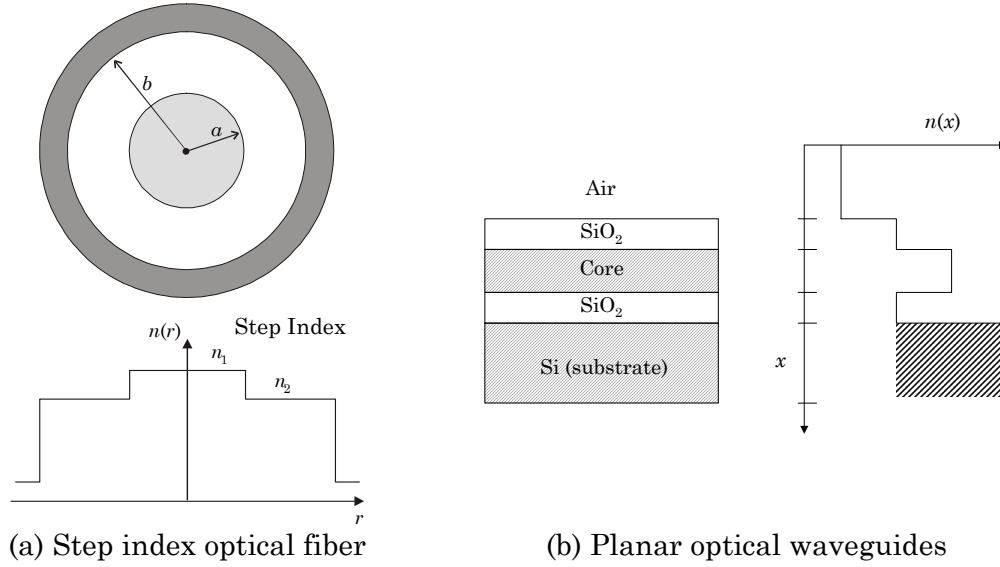 b
a
Step Index
n(r)
n₁
n₂
r
(a) Step index optical fiber
n(x)
Air
SiO₂
Core
SiO₂
Si (substrate)
x
(b) Planar optical waveguides